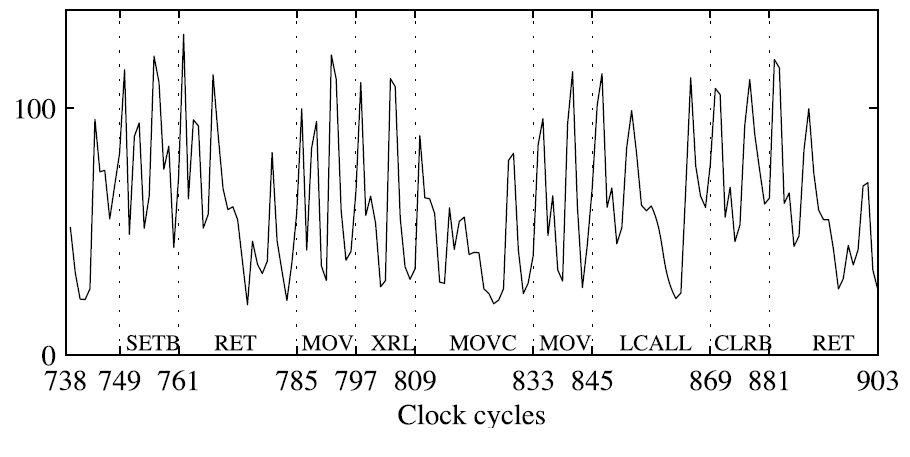 100
0
SETB RET MOV XRL MOVC MOV LCALL CLRB RET
738 749 761 785 797 809 833 845 869 881 903
Clock cycles